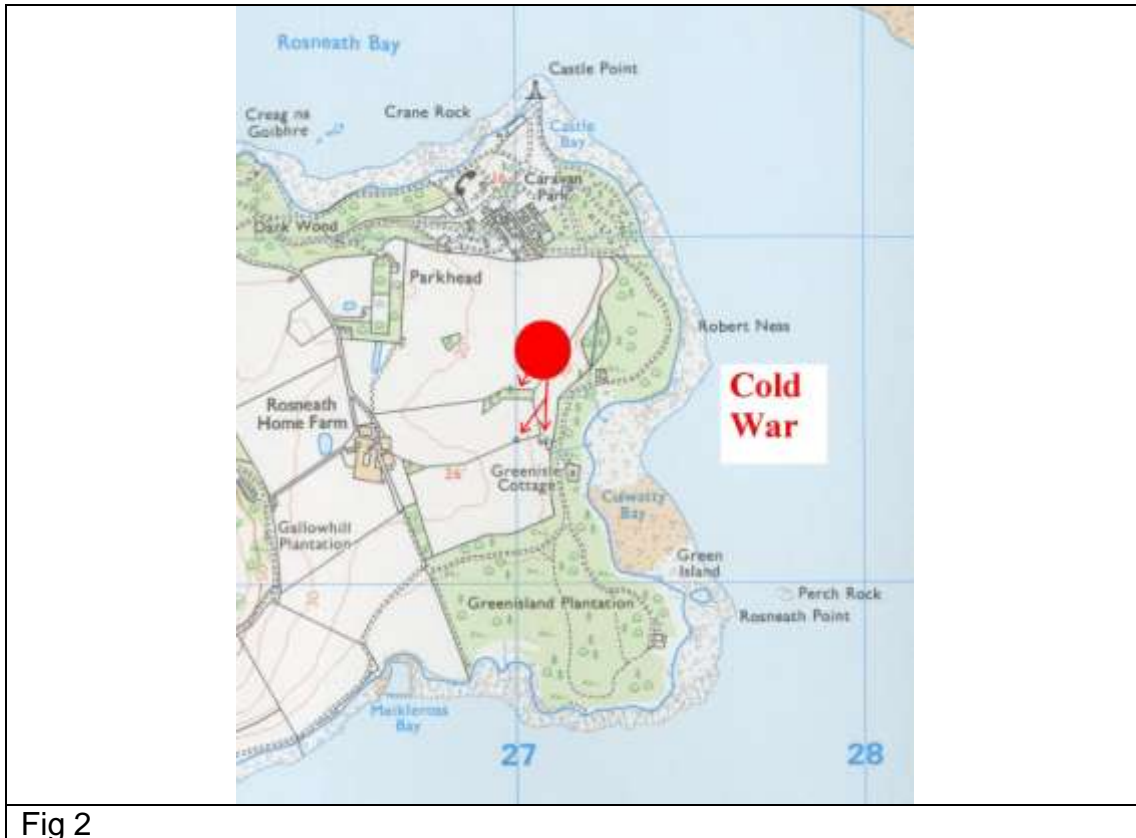 Rosneath Bay
Castle Point
Creag na
Goibhre
Crane Rock
Castle
Bay
Caravan
Park
Dark Wood
Parkhead
Robert Ness
Cold
War
Rosneath
Home Farm
26
Greenisle
Cottage
Culwatty
Bay
Gallowhill
Plantation
Green
Island
Perch Rock
Greenisland Plantation
Rosneath Point
30
Meikleross
Bay
27
28
Fig 2